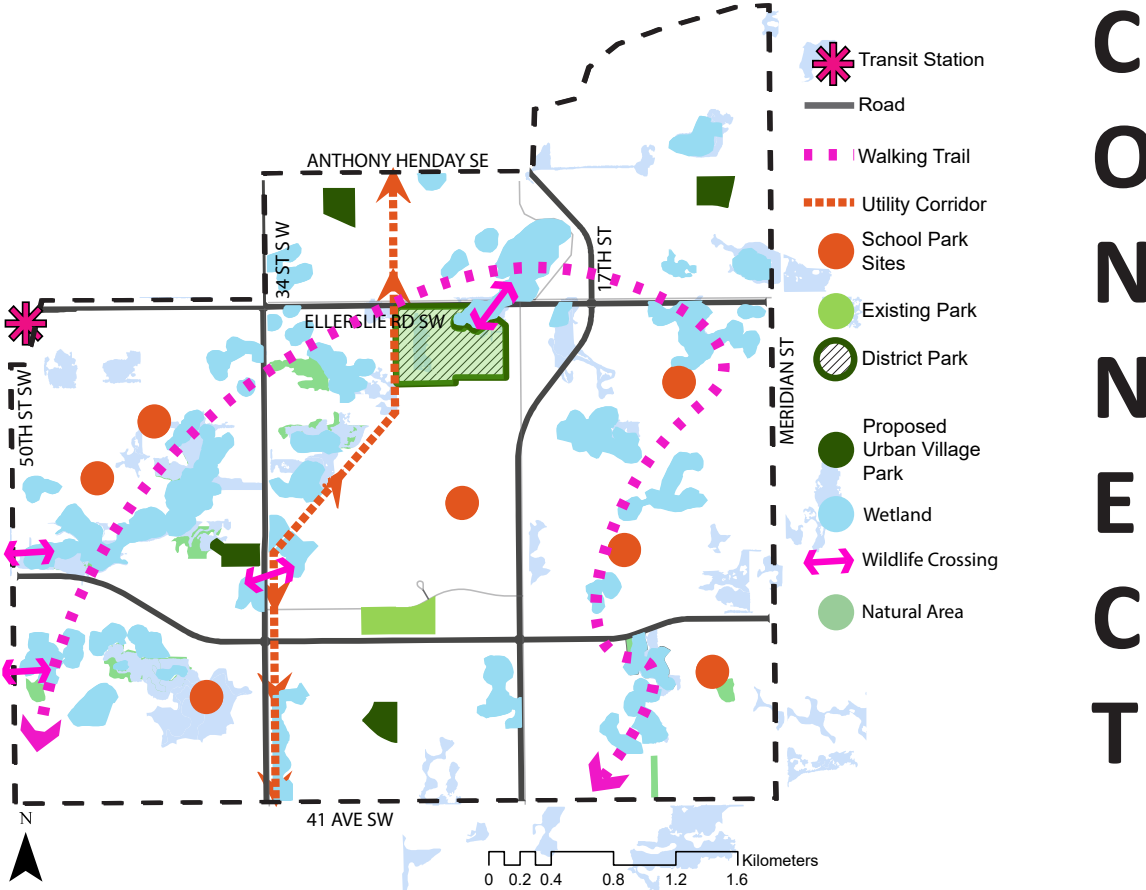 C
O
N
N
E
C
T
ANTHONY HENDAY SE
34 ST S W
17TH ST
ELLERSLIE RD SW
50TH ST SW
MERIDIAN ST
41 AVE SW
N
Transit Station
Road
Walking Trail
Utility Corridor
School Park
Sites
Existing Park
District Park
Proposed
Urban Village
Park
Wetland
Wildlife Crossing
Natural Area
Kilometers
0 0.2 0.4 0.8 1.2 1.6